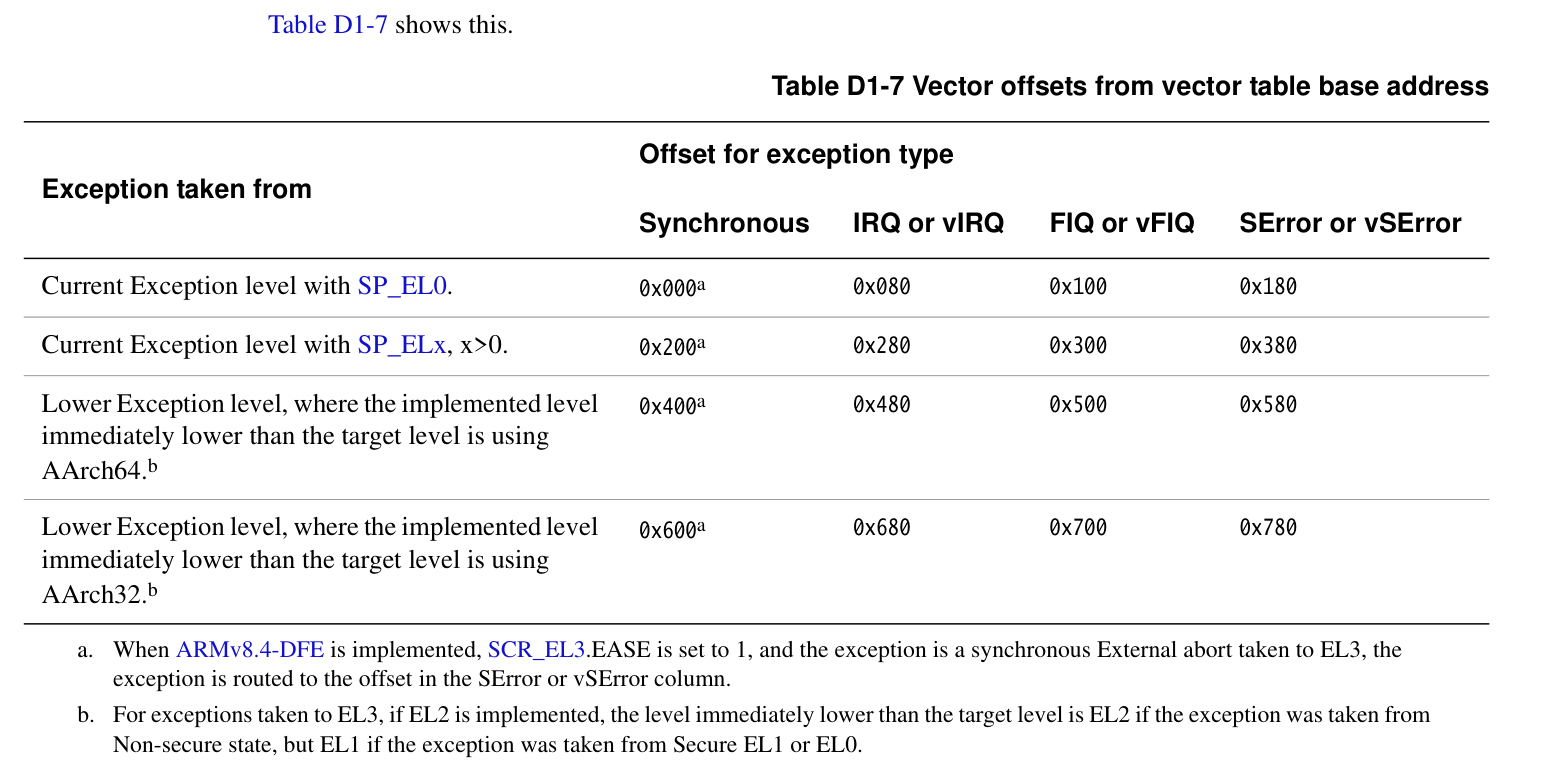 Table D1-7 shows this.
Table D1-7 Vector offsets from vector table base address
Offset for exception type
Exception taken from
Synchronous IRQ or vIRQ FIQ or vFIQ SError or vSError
Current Exception level with SP_EL0. 0x000a 0x080 0x100 0x180
Current Exception level with SP_ELx, x>0. 0x200a 0x280 0x300 0x380
Lower Exception level, where the implemented level 0x400a 0x480 0x500 0x580
immediately lower than the target level is using
AArch64.b
Lower Exception level, where the implemented level 0x600a 0x680 0x700 0x780
immediately lower than the target level is using
AArch32.b
a. When ARMv8.4-DFE is implemented, SCR_EL3.EASE is set to 1, and the exception is a synchronous External abort taken to EL3, the
exception is routed to the offset in the SError or vSError column.
b. For exceptions taken to EL3, if EL2 is implemented, the level immediately lower than the target level is EL2 if the exception was taken from
Non-secure state, but EL1 if the exception was taken from Secure EL1 or EL0.